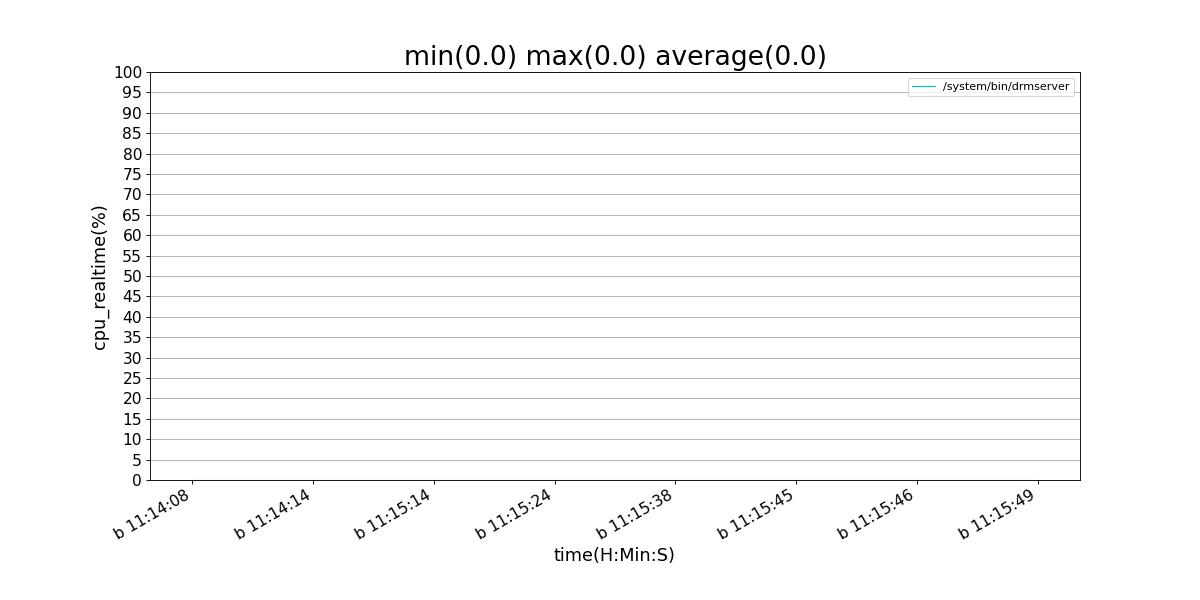 min(0.0) max(0.0) average(0.0)
/system/bin/drmserver
100
95
90
85
80
75
70
65
60
55
50
45
40
35
30
25
20
15
10
5
0
cpu_realtime(%)
b 11:14:08
b 11:14:14
b 11:15:14
b 11:15:24
b 11:15:38
b 11:15:45
b 11:15:46
b 11:15:49
time(H:Min:S)